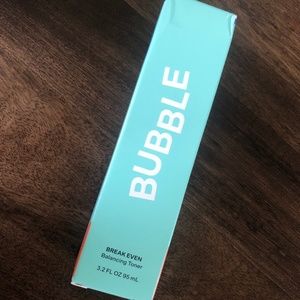 BUBBLE
BREAK EVEN
Balancing Toner
3.2 FL OZ 95 mL